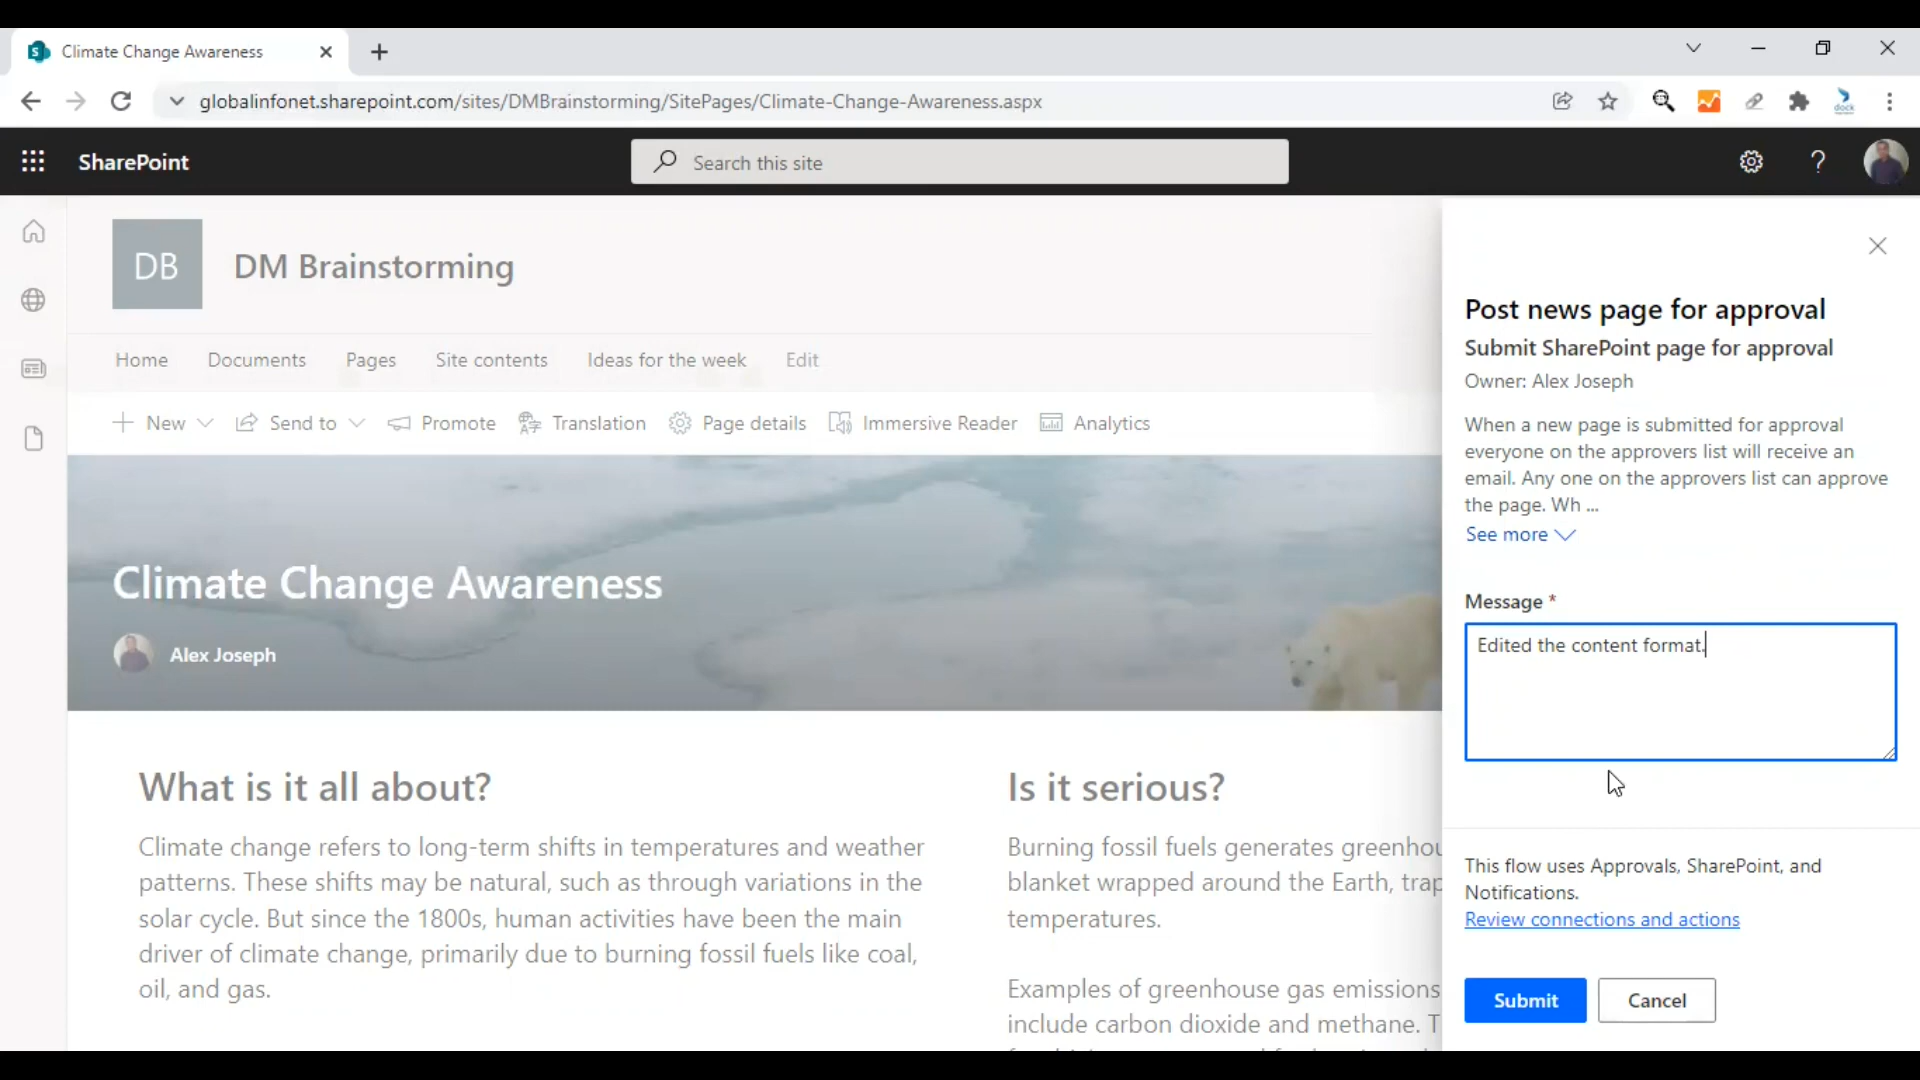 Climate Change Awareness
globalinfonet.sharepoint.com/sites/DMBrainstorming/SitePages/Climate-Change-Awareness.aspx
dock
SharePoint
Search this site
DB
DM Brainstorming
Home Documents Pages Site contents Ideas for the week Edit
New Send to Promote Translation Page details Immersive Reader Analytics
Climate Change Awareness
Alex Joseph
What is it all about?
Climate change refers to long-term shifts in temperatures and weather
patterns. These shifts may be natural, such as through variations in the
solar cycle. But since the 1800s, human activities have been the main
driver of climate change, primarily due to burning fossil fuels like coal,
oil, and gas.
Is it serious?
Burning fossil fuels generates greenhou
blanket wrapped around the Earth, trap
temperatures.
Examples of greenhouse gas emissions
include carbon dioxide and methane. T
Post news page for approval
Submit SharePoint page for approval
Owner: Alex Joseph
When a new page is submitted for approval
everyone on the approvers list will receive an
email. Any one on the approvers list can approve
the page. Wh ...
See more
Message *
Edited the content format.
This flow uses Approvals, SharePoint, and
Notifications.
Review connections and actions
Submit Cancel